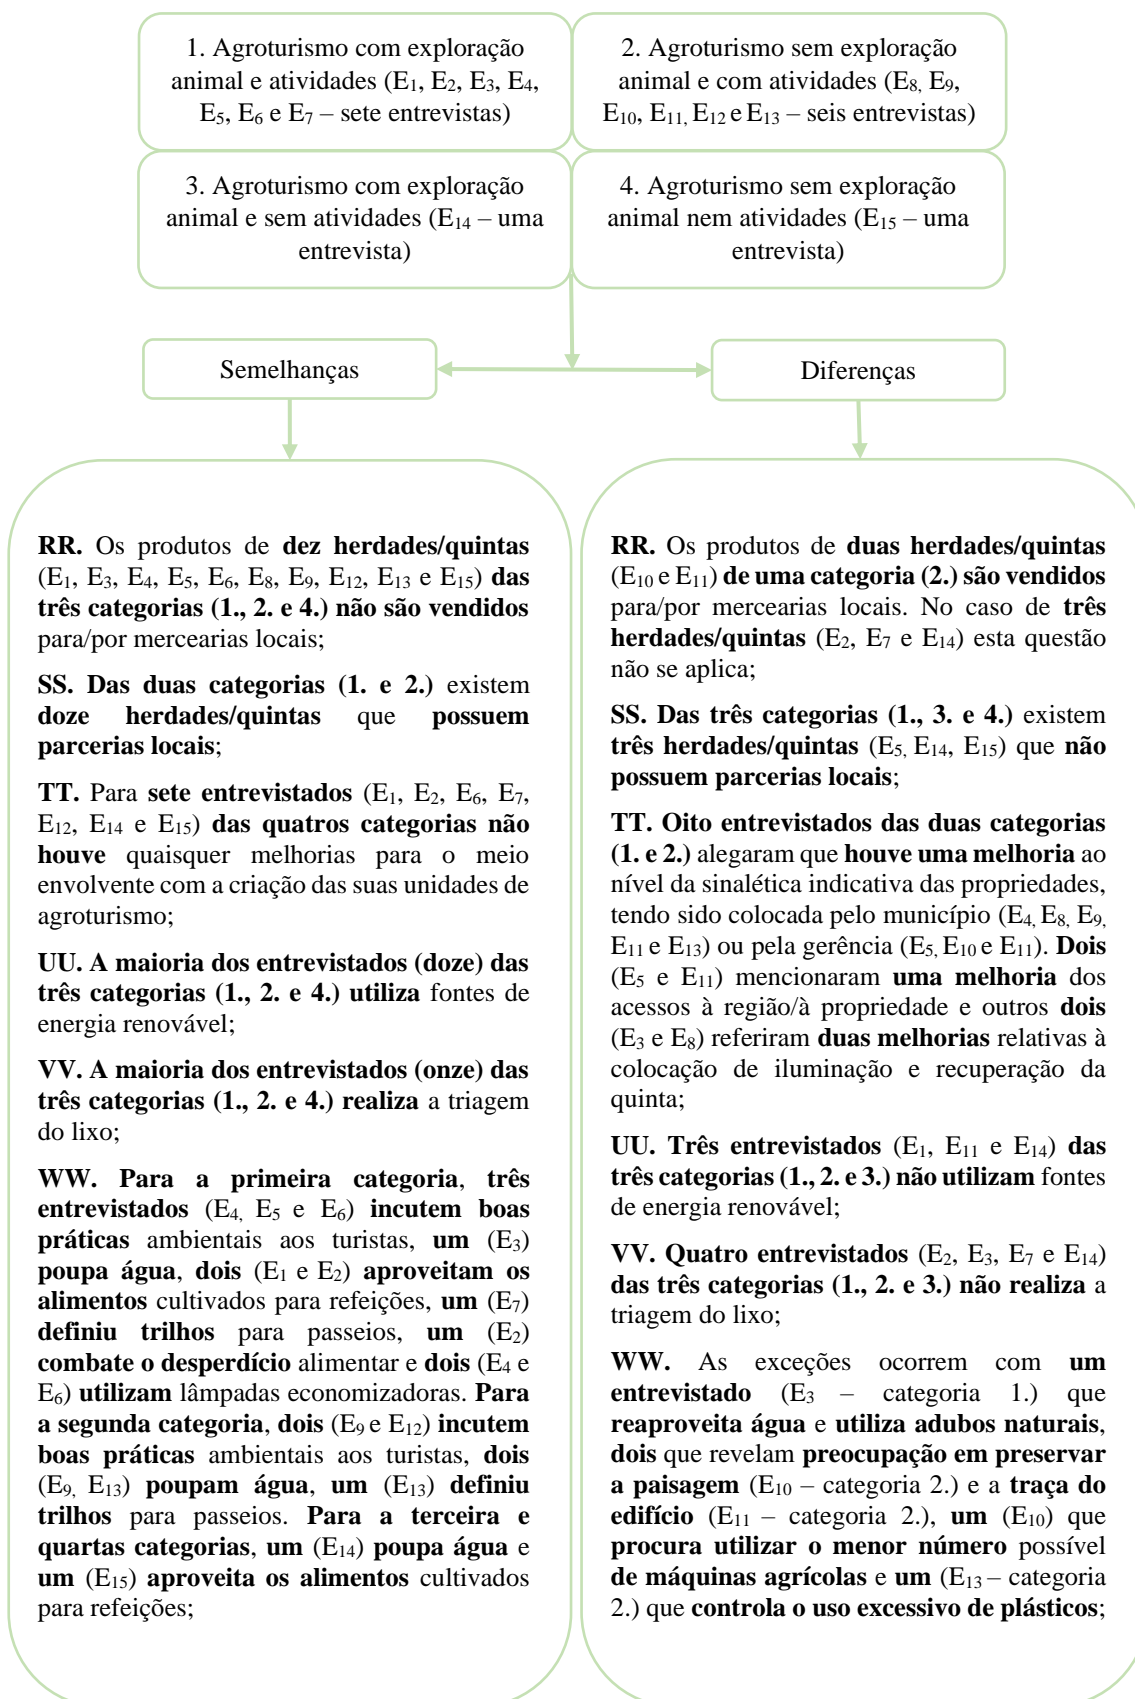 1. Agroturismo com exploração
animal e atividades (E1, E2, E3, E4,
E5, E6 e E7 – sete entrevistas)
2. Agroturismo sem exploração
animal e com atividades (E8, E9,
E10, E11, E12 e E13 – seis entrevistas)
3. Agroturismo com exploração
animal e sem atividades (E14 – uma
entrevista)
4. Agroturismo sem exploração
animal nem atividades (E15 – uma
entrevista)
Semelhanças
Diferenças
RR. Os produtos de dez herdades/quintas
(E1, E3, E4, E5, E6, E8, E9, E12, E13 e E15) das
três categorias (1., 2. e 4.) não são vendidos
para/por mercearias locais;
SS. Das duas categorias (1. e 2.) existem
doze herdades/quintas que possuem
parcerias locais;
TT. Para sete entrevistados (E1, E2, E6, E7,
E12, E14 e E15) das quatros categorias não
houve quaisquer melhorias para o meio
envolvente com a criação das suas unidades de
agroturismo;
UU. A maioria dos entrevistados (doze) das
três categorias (1., 2. e 4.) utiliza fontes de
energia renovável;
VV. A maioria dos entrevistados (onze) das
três categorias (1., 2. e 4.) realiza a triagem
do lixo;
WW. Para a primeira categoria, três
entrevistados (E4, E5 e E6) incutem boas
práticas ambientais aos turistas, um (E3)
poupa água, dois (E1 e E2) aproveitam os
alimentos cultivados para refeições, um (E7)
definiu trilhos para passeios, um (E2)
combate o desperdício alimentar e dois (E4 e
E6) utilizam lâmpadas economizadoras. Para
a segunda categoria, dois (E9 e E12) incutem
boas práticas ambientais aos turistas, dois
(E9, E13) poupam água, um (E13) definiu
trilhos para passeios. Para a terceira e
quartas categorias, um (E14) poupa água e
um (E15) aproveita os alimentos cultivados
para refeições;
RR. Os produtos de duas herdades/quintas
(E10 e E11) de uma categoria (2.) são vendidos
para/por mercearias locais. No caso de três
herdades/quintas (E2, E7 e E14) esta questão
não se aplica;
SS. Das três categorias (1., 3. e 4.) existem
três herdades/quintas (E5, E14, E15) que não
possuem parcerias locais;
TT. Oito entrevistados das duas categorias
(1. e 2.) alegaram que houve uma melhoria ao
nível da sinalética indicativa das propriedades,
tendo sido colocada pelo município (E4, E8, E9,
E11 e E13) ou pela gerência (E5, E10 e E11). Dois
(E5 e E11) mencionaram uma melhoria dos
acessos à região/à propriedade e outros dois
(E3 e E8) referiram duas melhorias relativas à
colocação de iluminação e recuperação da
quinta;
UU. Três entrevistados (E1, E11 e E14) das
três categorias (1., 2. e 3.) não utilizam fontes
de energia renovável;
VV. Quatro entrevistados (E2, E3, E7 e E14)
das três categorias (1., 2. e 3.) não realiza a
triagem do lixo;
WW. As exceções ocorrem com um
entrevistado (E3 – categoria 1.) que
reaproveita água e utiliza adubos naturais,
dois que revelam preocupação em preservar
a paisagem (E10 – categoria 2.) e a traça do
edifício (E11 – categoria 2.), um (E10) que
procura utilizar o menor número possível
de máquinas agrícolas e um (E13 – categoria
2.) que controla o uso excessivo de plásticos;